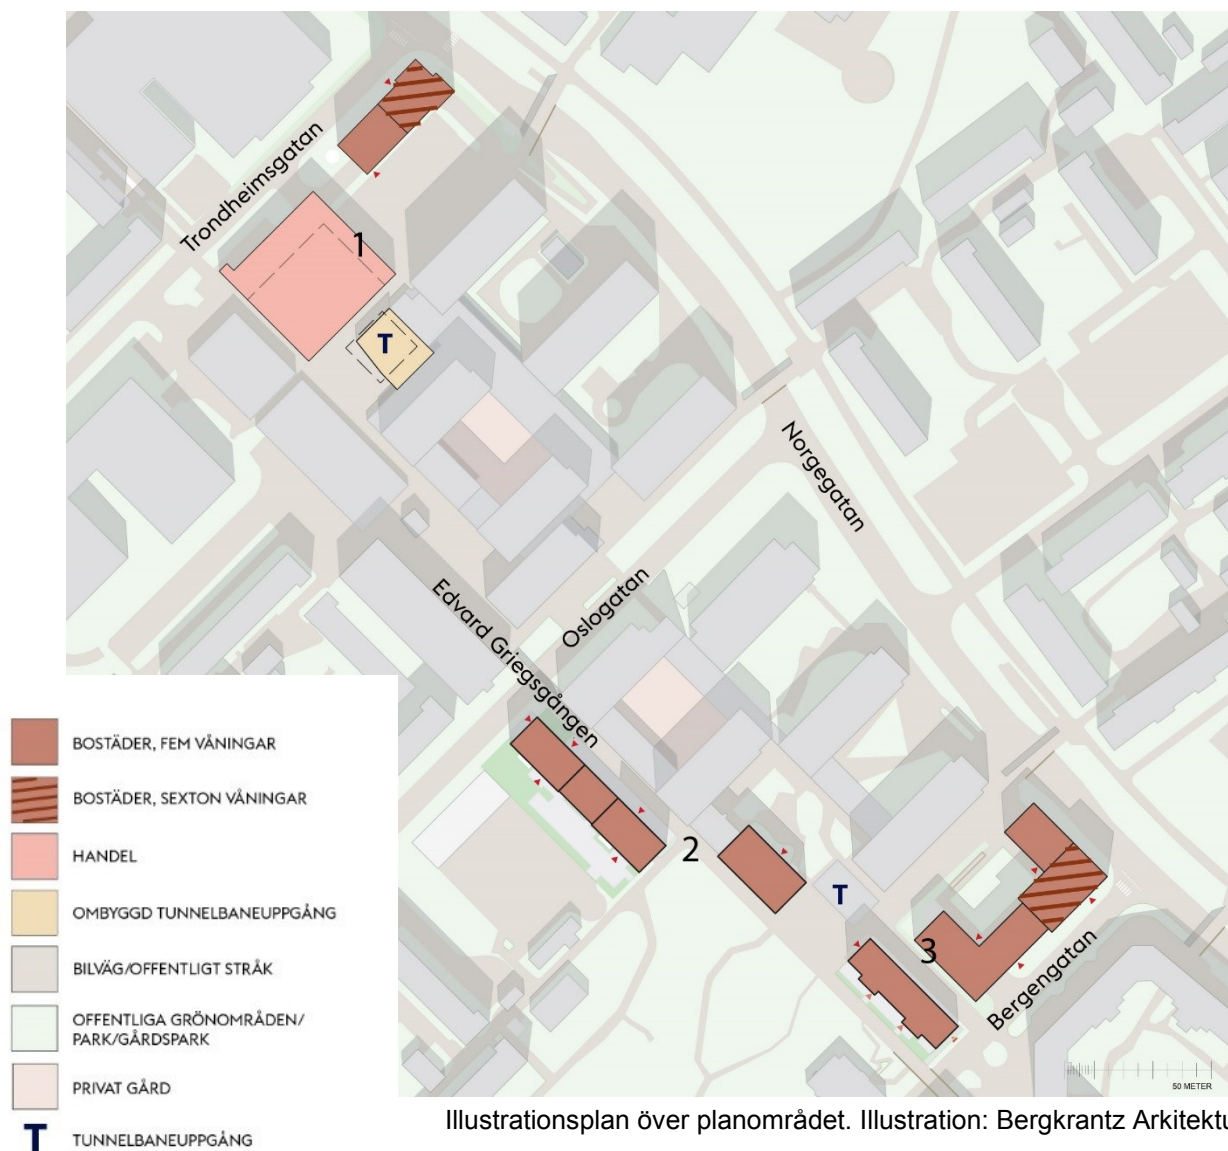 Trondheimsgatan
1
T
Norgegatan
Edvard Griegsgången
Oslogatan
2
T
3
Bergengatan
50 METER
BOSTÄDER, FEM VÅNINGAR
BOSTÄDER, SEXTON VÅNINGAR
HANDEL
OMBYGGD TUNNELBANEUPPGÅNG
BILVÄG/OFFENTLIGT STRÅK
OFFENTLIGA GRÖNOMRÅDEN/
PARK/GÅRDSPARK
PRIVAT GÅRD
T TUNNELBANEUPPGÅNG
Illustrationsplan över planområdet. Illustration: Bergkrantz Arkitektu